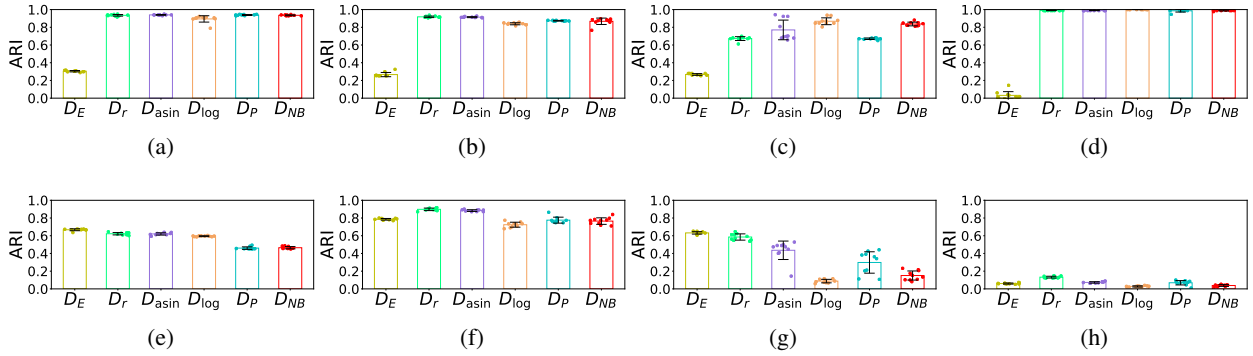 ARI 1.0 0.8 0.6 0.4 0.2 0.0 D_E D_r D_asin D_log D_P D_NB
(a)
ARI 1.0 0.8 0.6 0.4 0.2 0.0 D_E D_r D_asin D_log D_P D_NB
(b)
ARI 1.0 0.8 0.6 0.4 0.2 0.0 D_E D_r D_asin D_log D_P D_NB
(c)
ARI 1.0 0.8 0.6 0.4 0.2 0.0 D_E D_r D_asin D_log D_P D_NB
(d)
ARI 1.0 0.8 0.6 0.4 0.2 0.0 D_E D_r D_asin D_log D_P D_NB
(e)
ARI 1.0 0.8 0.6 0.4 0.2 0.0 D_E D_r D_asin D_log D_P D_NB
(f)
ARI 1.0 0.8 0.6 0.4 0.2 0.0 D_E D_r D_asin D_log D_P D_NB
(g)
ARI 1.0 0.8 0.6 0.4 0.2 0.0 D_E D_r D_asin D_log D_P D_NB
(h)